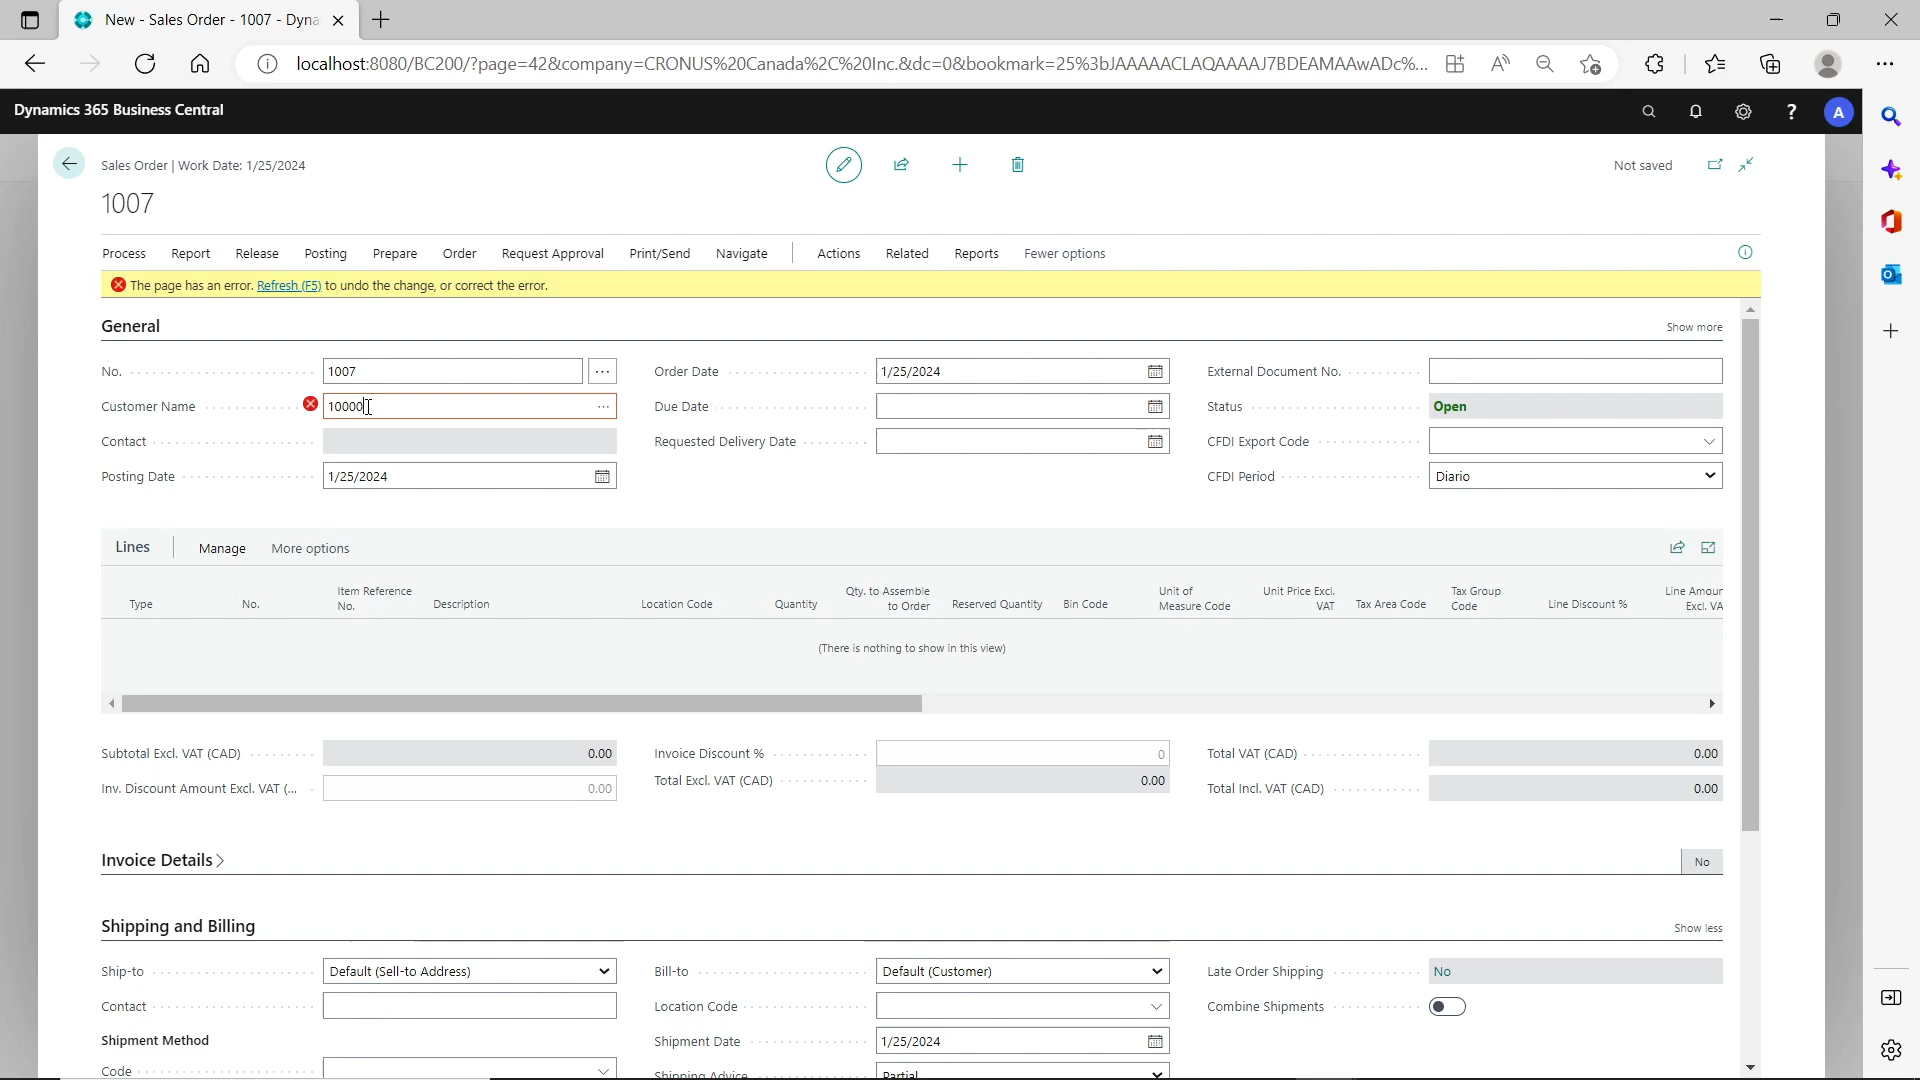 New - Sales Order - 1007 - Dyna
localhost:8080/BC200/?page=42&company=CRONUS%20Canada%2C%20Inc.&dc=0&bookmark=25%3bJAAAAACLAQAAAAJ7BDEAMAAwADc%...
Dynamics 365 Business Central
? A
Sales Order | Work Date: 1/25/2024
Not saved
1007
Process Report Release Posting Prepare Order Request Approval Print/Send Navigate Actions Related Reports Fewer options
The page has an error. Refresh (F5) to undo the change, or correct the error.
General
Show more
No. 1007 ...
Order Date 1/25/2024
External Document No.
Customer Name 10000 ...
Due Date
Status Open
Contact
Requested Delivery Date
CFDI Export Code
Posting Date 1/25/2024
CFDI Period Diario
Lines Manage More options
Type No. Item Reference No. Description Location Code Quantity Qty. to Assemble to Order Reserved Quantity Bin Code Unit of Measure Code Unit Price Excl. VAT Tax Area Code Tax Group Code Line Discount % Line Amoun Excl. VA
(There is nothing to show in this view)
Subtotal Excl. VAT (CAD) 0.00
Invoice Discount % 0
Total VAT (CAD) 0.00
Inv. Discount Amount Excl. VAT (... 0.00
Total Excl. VAT (CAD) 0.00
Total Incl. VAT (CAD) 0.00
Invoice Details
No
Shipping and Billing
Show less
Ship-to Default (Sell-to Address)
Bill-to Default (Customer)
Late Order Shipping No
Contact
Location Code
Combine Shipments
Shipment Method
Shipment Date 1/25/2024
Code
Shipping Advice Partial